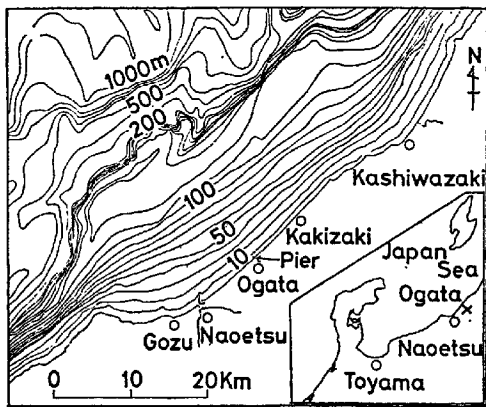 1000m
500
200
N
100
Kashiwazaki
50
Kakizaki
10
Pier
Ogata
Japan
Sea
Ogata
Gozu Naoetsu
Naoetsu
Toyama
0 10 20Km